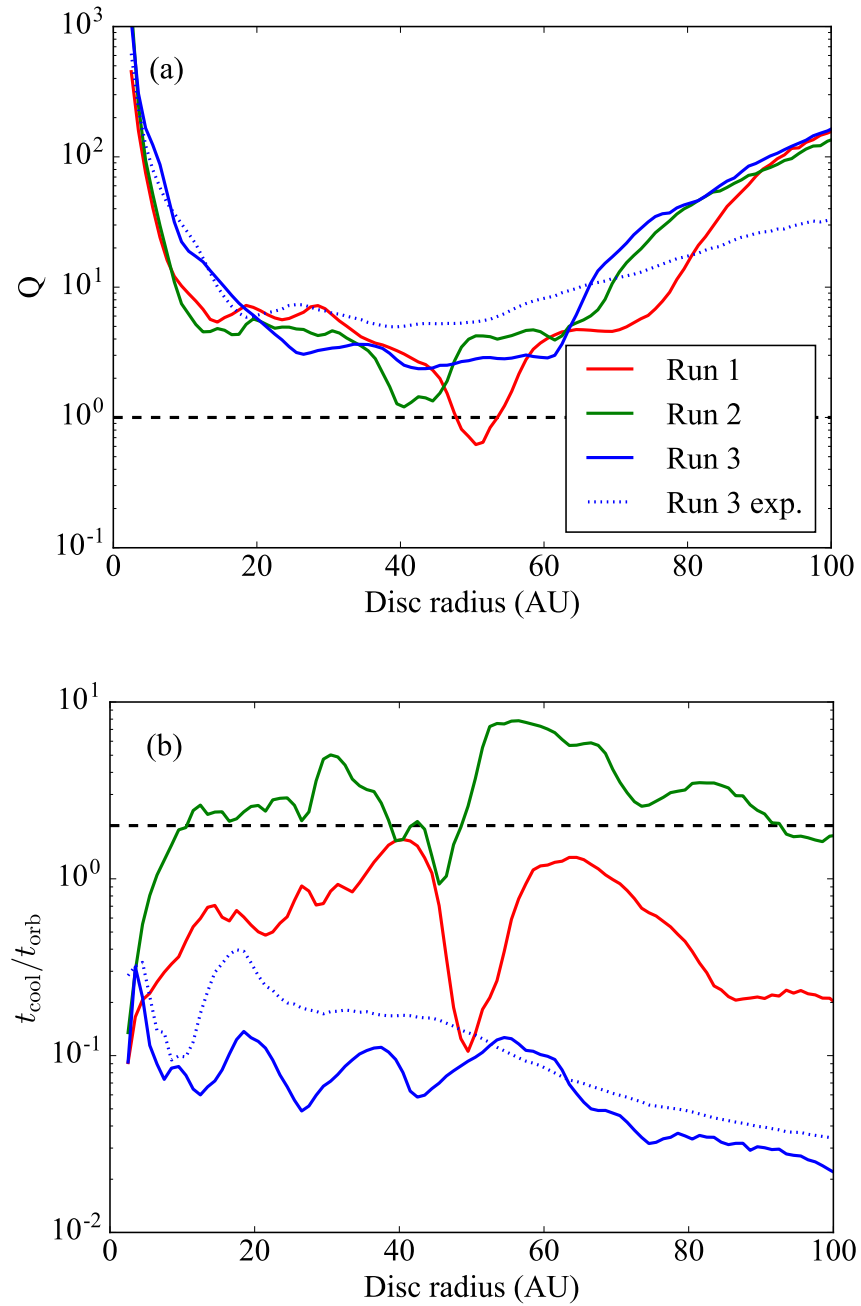 (a)
10^3
10^2
10^1
10^0
10^-1
Q
0 20 40 60 80 100
Disc radius (AU)
Run 1
Run 2
Run 3
Run 3 exp.
(b)
10^1
10^0
10^-1
10^-2
t_cool/t_orb
0 20 40 60 80 100
Disc radius (AU)